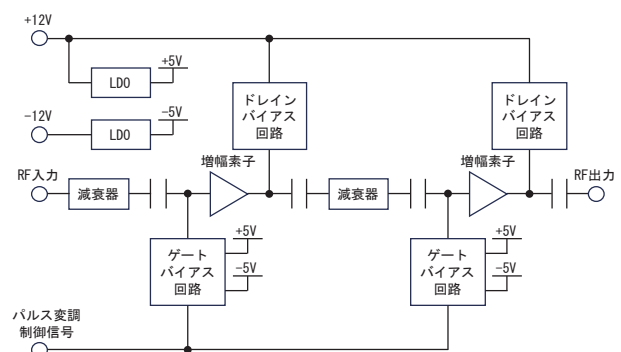 +12V
+5V
LDO
-12V
-5V
LDO
ドレイン
バイアス
回路
ドレイン
バイアス
回路
RF入力
減衰器
増幅素子
減衰器
増幅素子
RF出力
ゲート
バイアス
回路
+5V
-5V
ゲート
バイアス
回路
+5V
-5V
パルス変調
制御信号